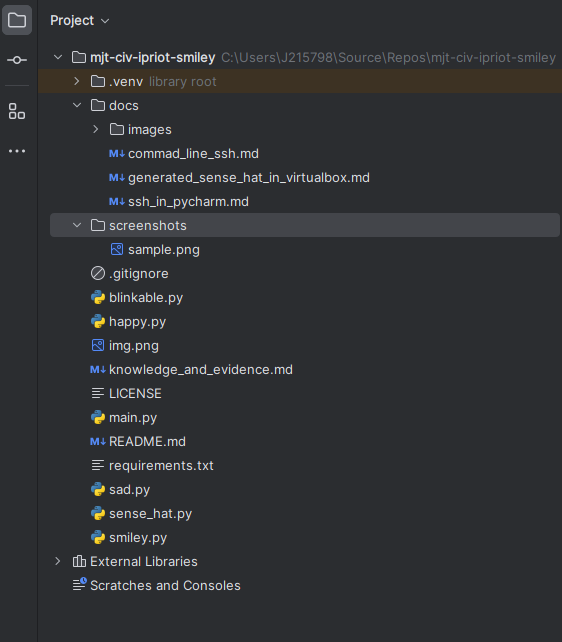 Project
mjt-civ-ipriot-smiley C:\Users\J215798\Source\Repos\mjt-civ-ipriot-smiley
.venv library root
docs
images
M↓ commad_line_ssh.md
M↓ generated_sense_hat_in_virtualbox.md
M↓ ssh_in_pycharm.md
screenshots
sample.png
.gitignore
blinkable.py
happy.py
img.png
M↓ knowledge_and_evidence.md
LICENSE
main.py
M↓ README.md
requirements.txt
sad.py
sense_hat.py
smiley.py
External Libraries
Scratches and Consoles